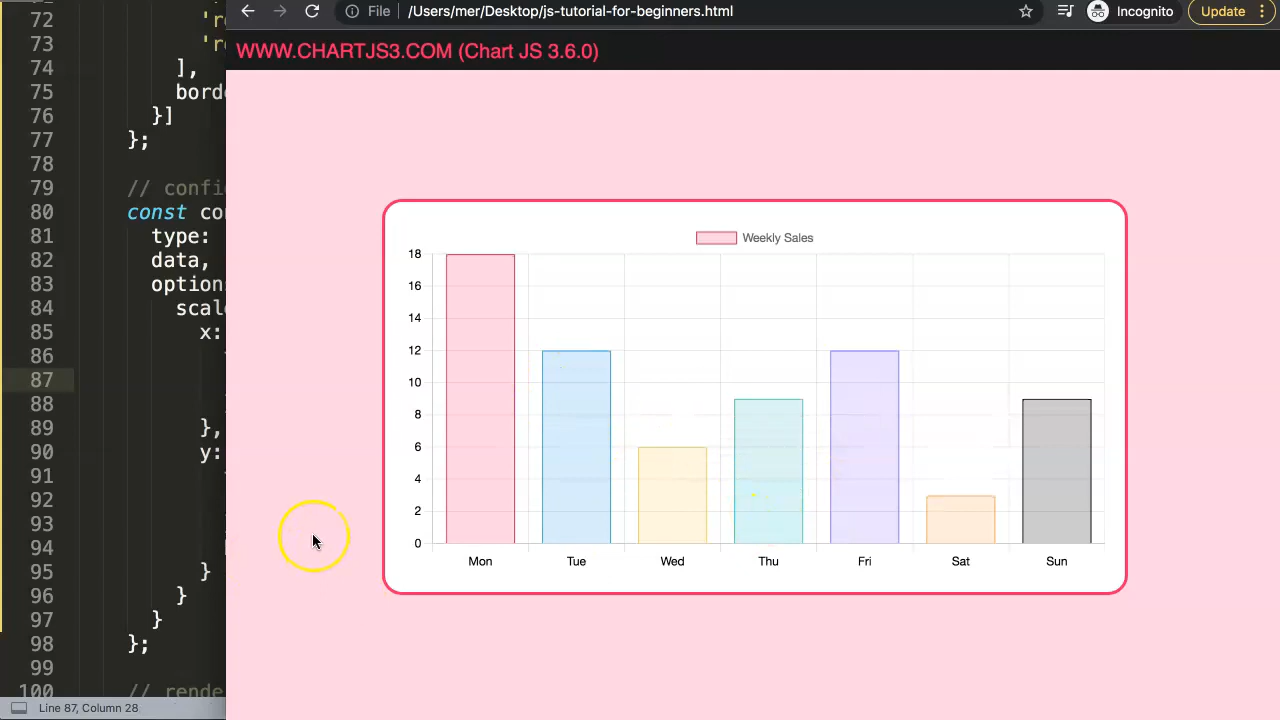 File /Users/mer/Desktop/js-tutorial-for-beginners.html Incognito Update
WWW.CHARTJS3.COM (Chart JS 3.6.0)
72
73 're
74 ],
75 bord
76 }]
77 };
78
79 // confi
80 const co
81 type:
82 data,
83 option
84 scal
85 x:
86
87
88
89 },
90 y:
91
92
93
94
95 }
96 }
97 }
98 };
99
100 // rende
Line 87, Column 28
Weekly Sales
18
16
14
12
10
8
6
4
2
0
Mon Tue Wed Thu Fri Sat Sun